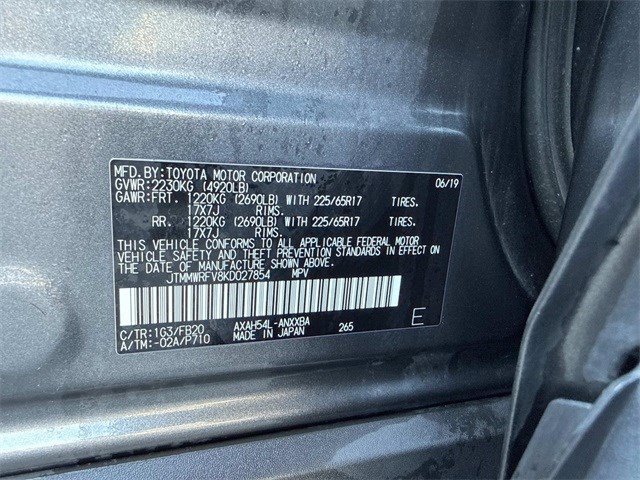 MFD. BY: TOYOTA MOTOR CORPORATION 06/19
GVWR: 2230KG (4920LB)
GAWR: FRT. 1220KG (2690LB) WITH 225/65R17 TIRES.
17X7J RIMS.
RR. 1220KG (2690LB) WITH 225/65R17 TIRES.
17X7J RIMS.
THIS VEHICLE CONFORMS TO ALL APPLICABLE FEDERAL MOTOR
VEHICLE SAFETY AND THEFT PREVENTION STANDARDS IN EFFECT ON
THE DATE OF MANUFACTURE SHOWN ABOVE.
JTMMWRFV8KD027854 MPV
C/TR: 1G3/FB20 AXAH54L-ANXXBA 265 E
A/TM: -02A/P710 MADE IN JAPAN